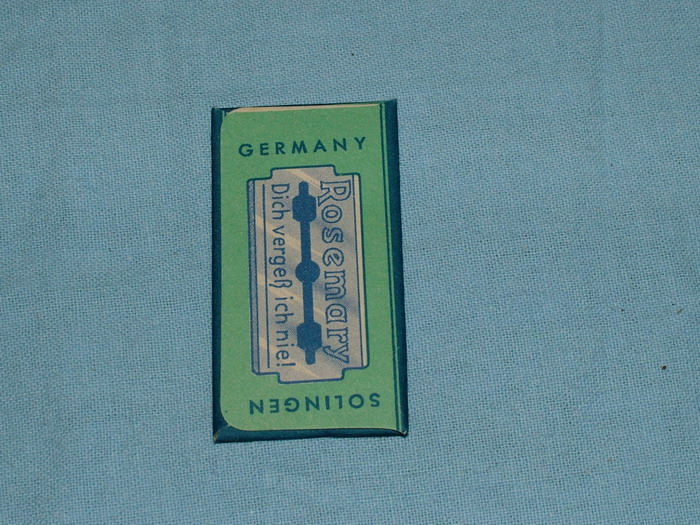 GERMANY
Rosemary
Dich vergeß ich nie!
SOLINGEN